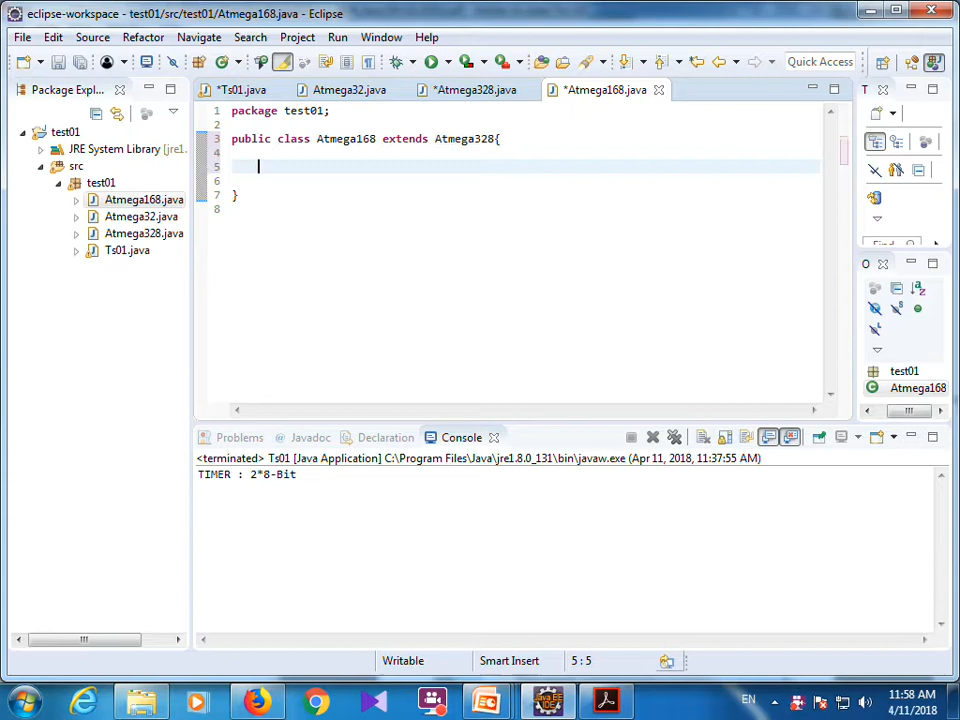 eclipse-workspace - test01/src/test01/Atmega168.java - Eclipse
File Edit Source Refactor Navigate Search Project Run Window Help
Quick Access
Package Expl...
*Ts01.java Atmega32.java *Atmega328.java *Atmega168.java T
test01
JRE System Library [jre1.
src
test01
Atmega168.java
Atmega32.java
Atmega328.java
Ts01.java
1 package test01;
2
3 public class Atmega168 extends Atmega328{
4
5
6
7 }
8
O
test01
Atmega168
Problems Javadoc Declaration Console
<terminated> Ts01 [Java Application] C:\Program Files\Java\jre1.8.0_131\bin\javaw.exe (Apr 11, 2018, 11:37:55 AM)
TIMER : 2*8-Bit
Writable Smart Insert 5 : 5
EN
11:58 AM
4/11/2018